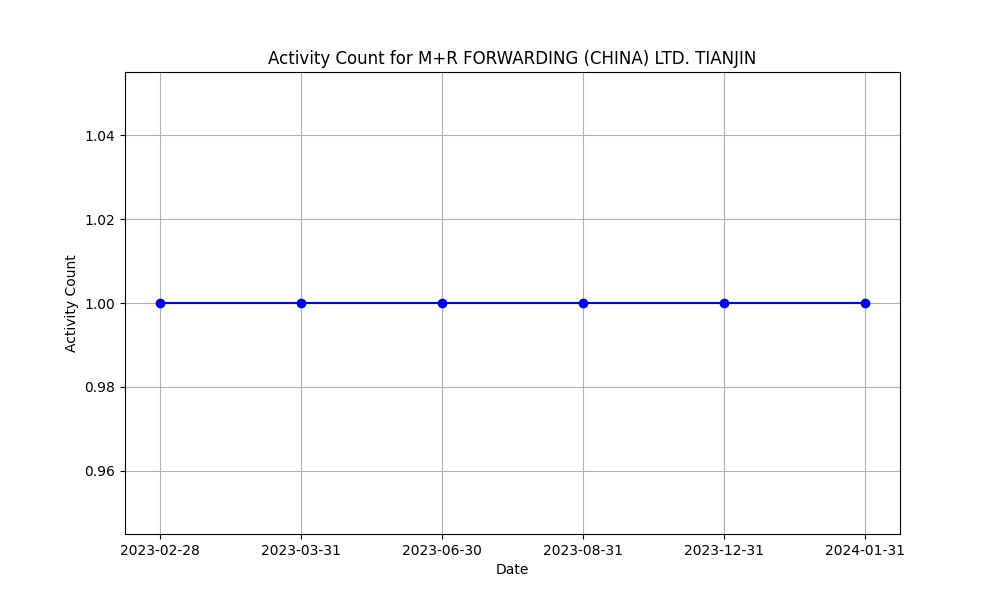 Activity Count for M+R FORWARDING (CHINA) LTD. TIANJIN
1.04
1.02
1.00
0.98
0.96
Activity Count
2023-02-28 2023-03-31 2023-06-30 2023-08-31 2023-12-31 2024-01-31
Date